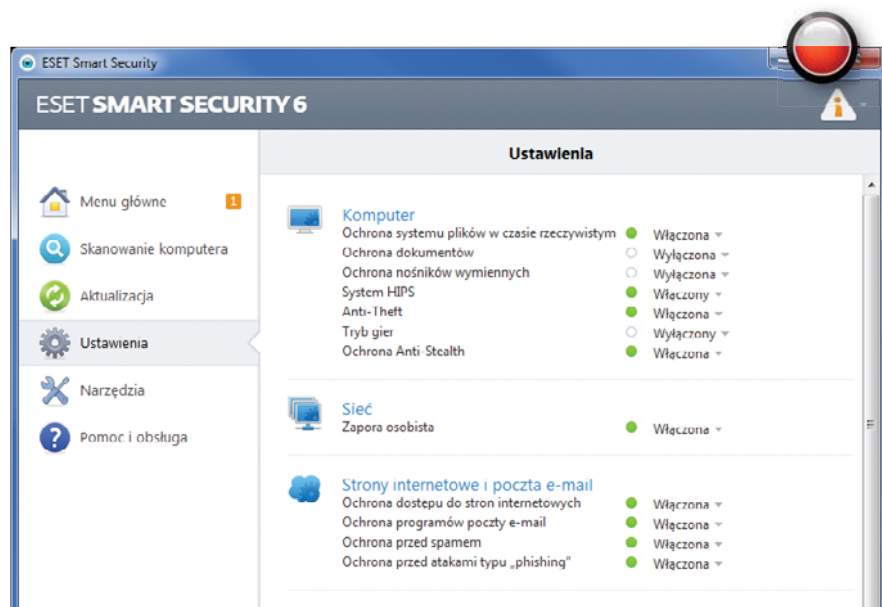 ESET Smart Security
ESET SMART SECURITY 6
Ustawienia
Menu główne 1
Skanowanie komputera
Aktualizacja
Ustawienia
Narzędzia
Pomoc i obsługa
Komputer
Ochrona systemu plików w czasie rzeczywistym Włączona
Ochrona dokumentów Wyłączona
Ochrona nośników wymiennych Wyłączona
System HIPS Włączony
Anti-Theft Włączona
Tryb gier Wyłączony
Ochrona Anti-Stealth Włączona
Sieć
Zapora osobista Włączona
Strony internetowe i poczta e-mail
Ochrona dostępu do stron internetowych Włączona
Ochrona programów poczty e-mail Włączona
Ochrona przed spamem Włączona
Ochrona przed atakami typu „phishing" Włączona